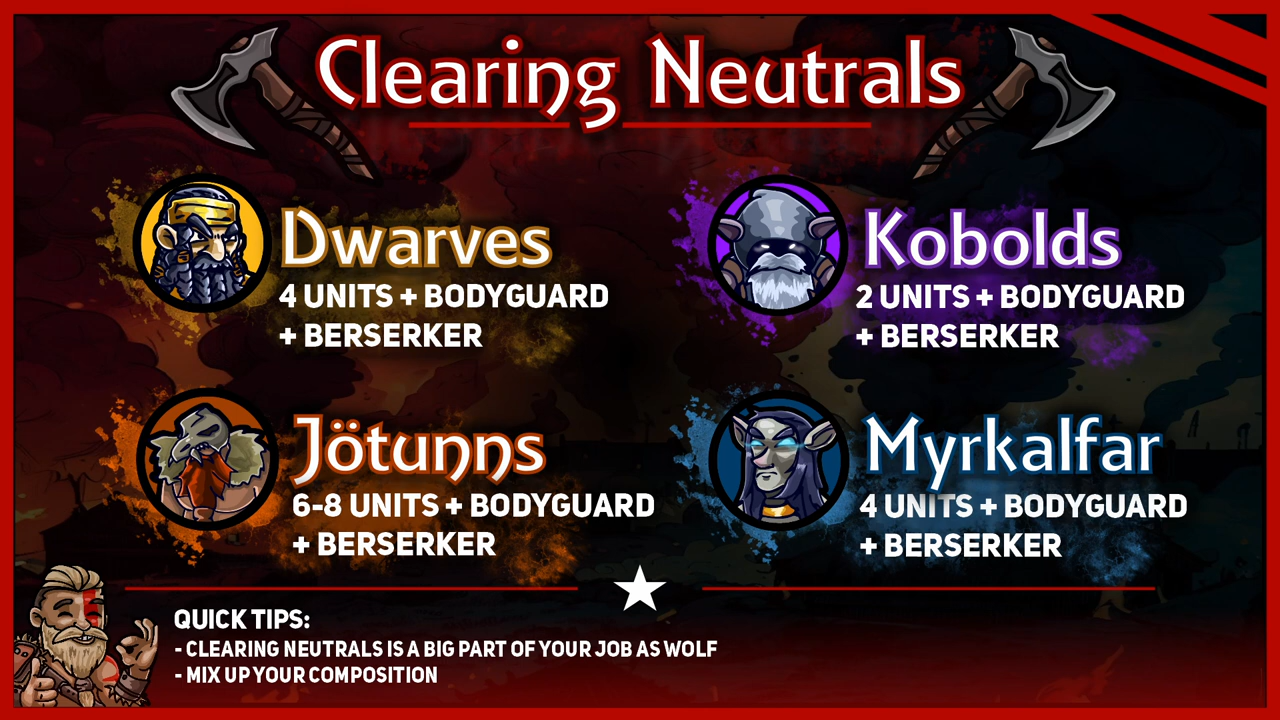 Clearing Neutrals
Dwarves
4 UNITS + BODYGUARD
+ BERSERKER
Kobolds
2 UNITS + BODYGUARD
+ BERSERKER
Jötunns
6-8 UNITS + BODYGUARD
+ BERSERKER
Myrkalfar
4 UNITS + BODYGUARD
+ BERSERKER
QUICK TIPS:
- CLEARING NEUTRALS IS A BIG PART OF YOUR JOB AS WOLF
- MIX UP YOUR COMPOSITION